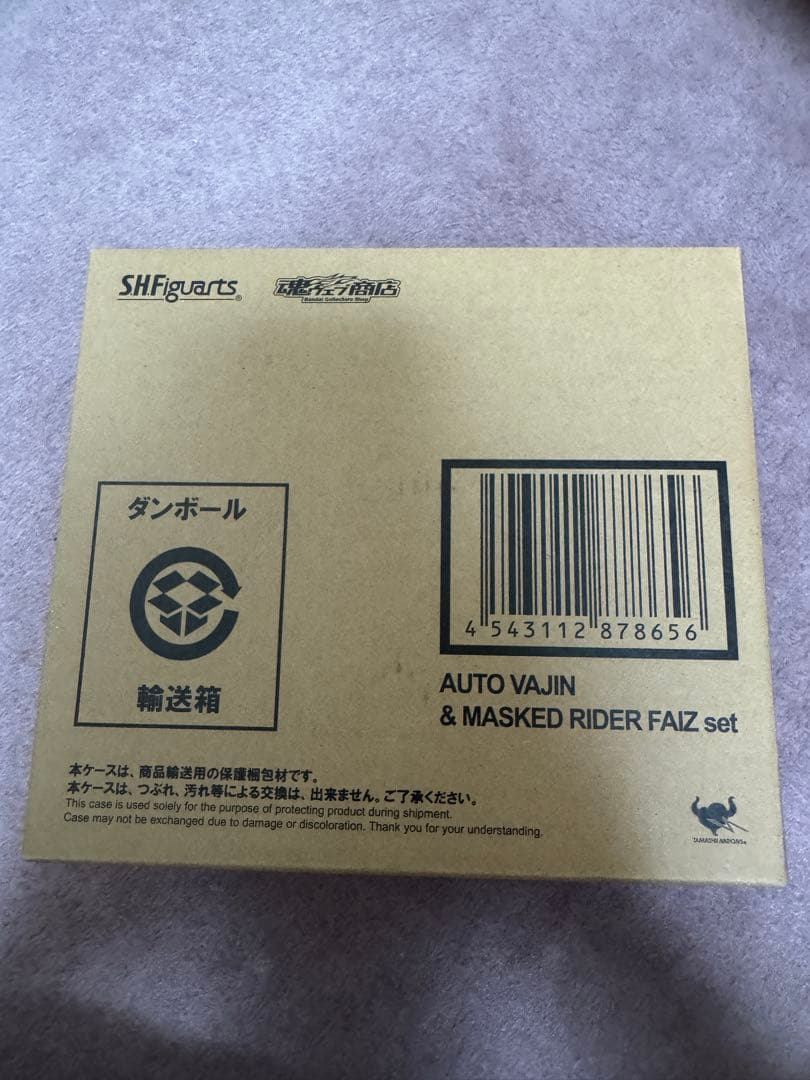 S.H.Figuarts®
魂ウェブ商店
Bandai Collectors Shop
ダンボール
輸送箱
4 543112 878656
AUTO VAJIN
& MASKED RIDER FAIZ set
本ケースは、商品輸送用の保護梱包材です。
本ケースは、つぶれ、汚れ等による交換は、出来ません。ご了承ください。
This case is used solely for the purpose of protecting product during shipment.
Case may not be exchanged due to damage or discoloration. Thank you for your understanding.
TAMASHII NATIONS